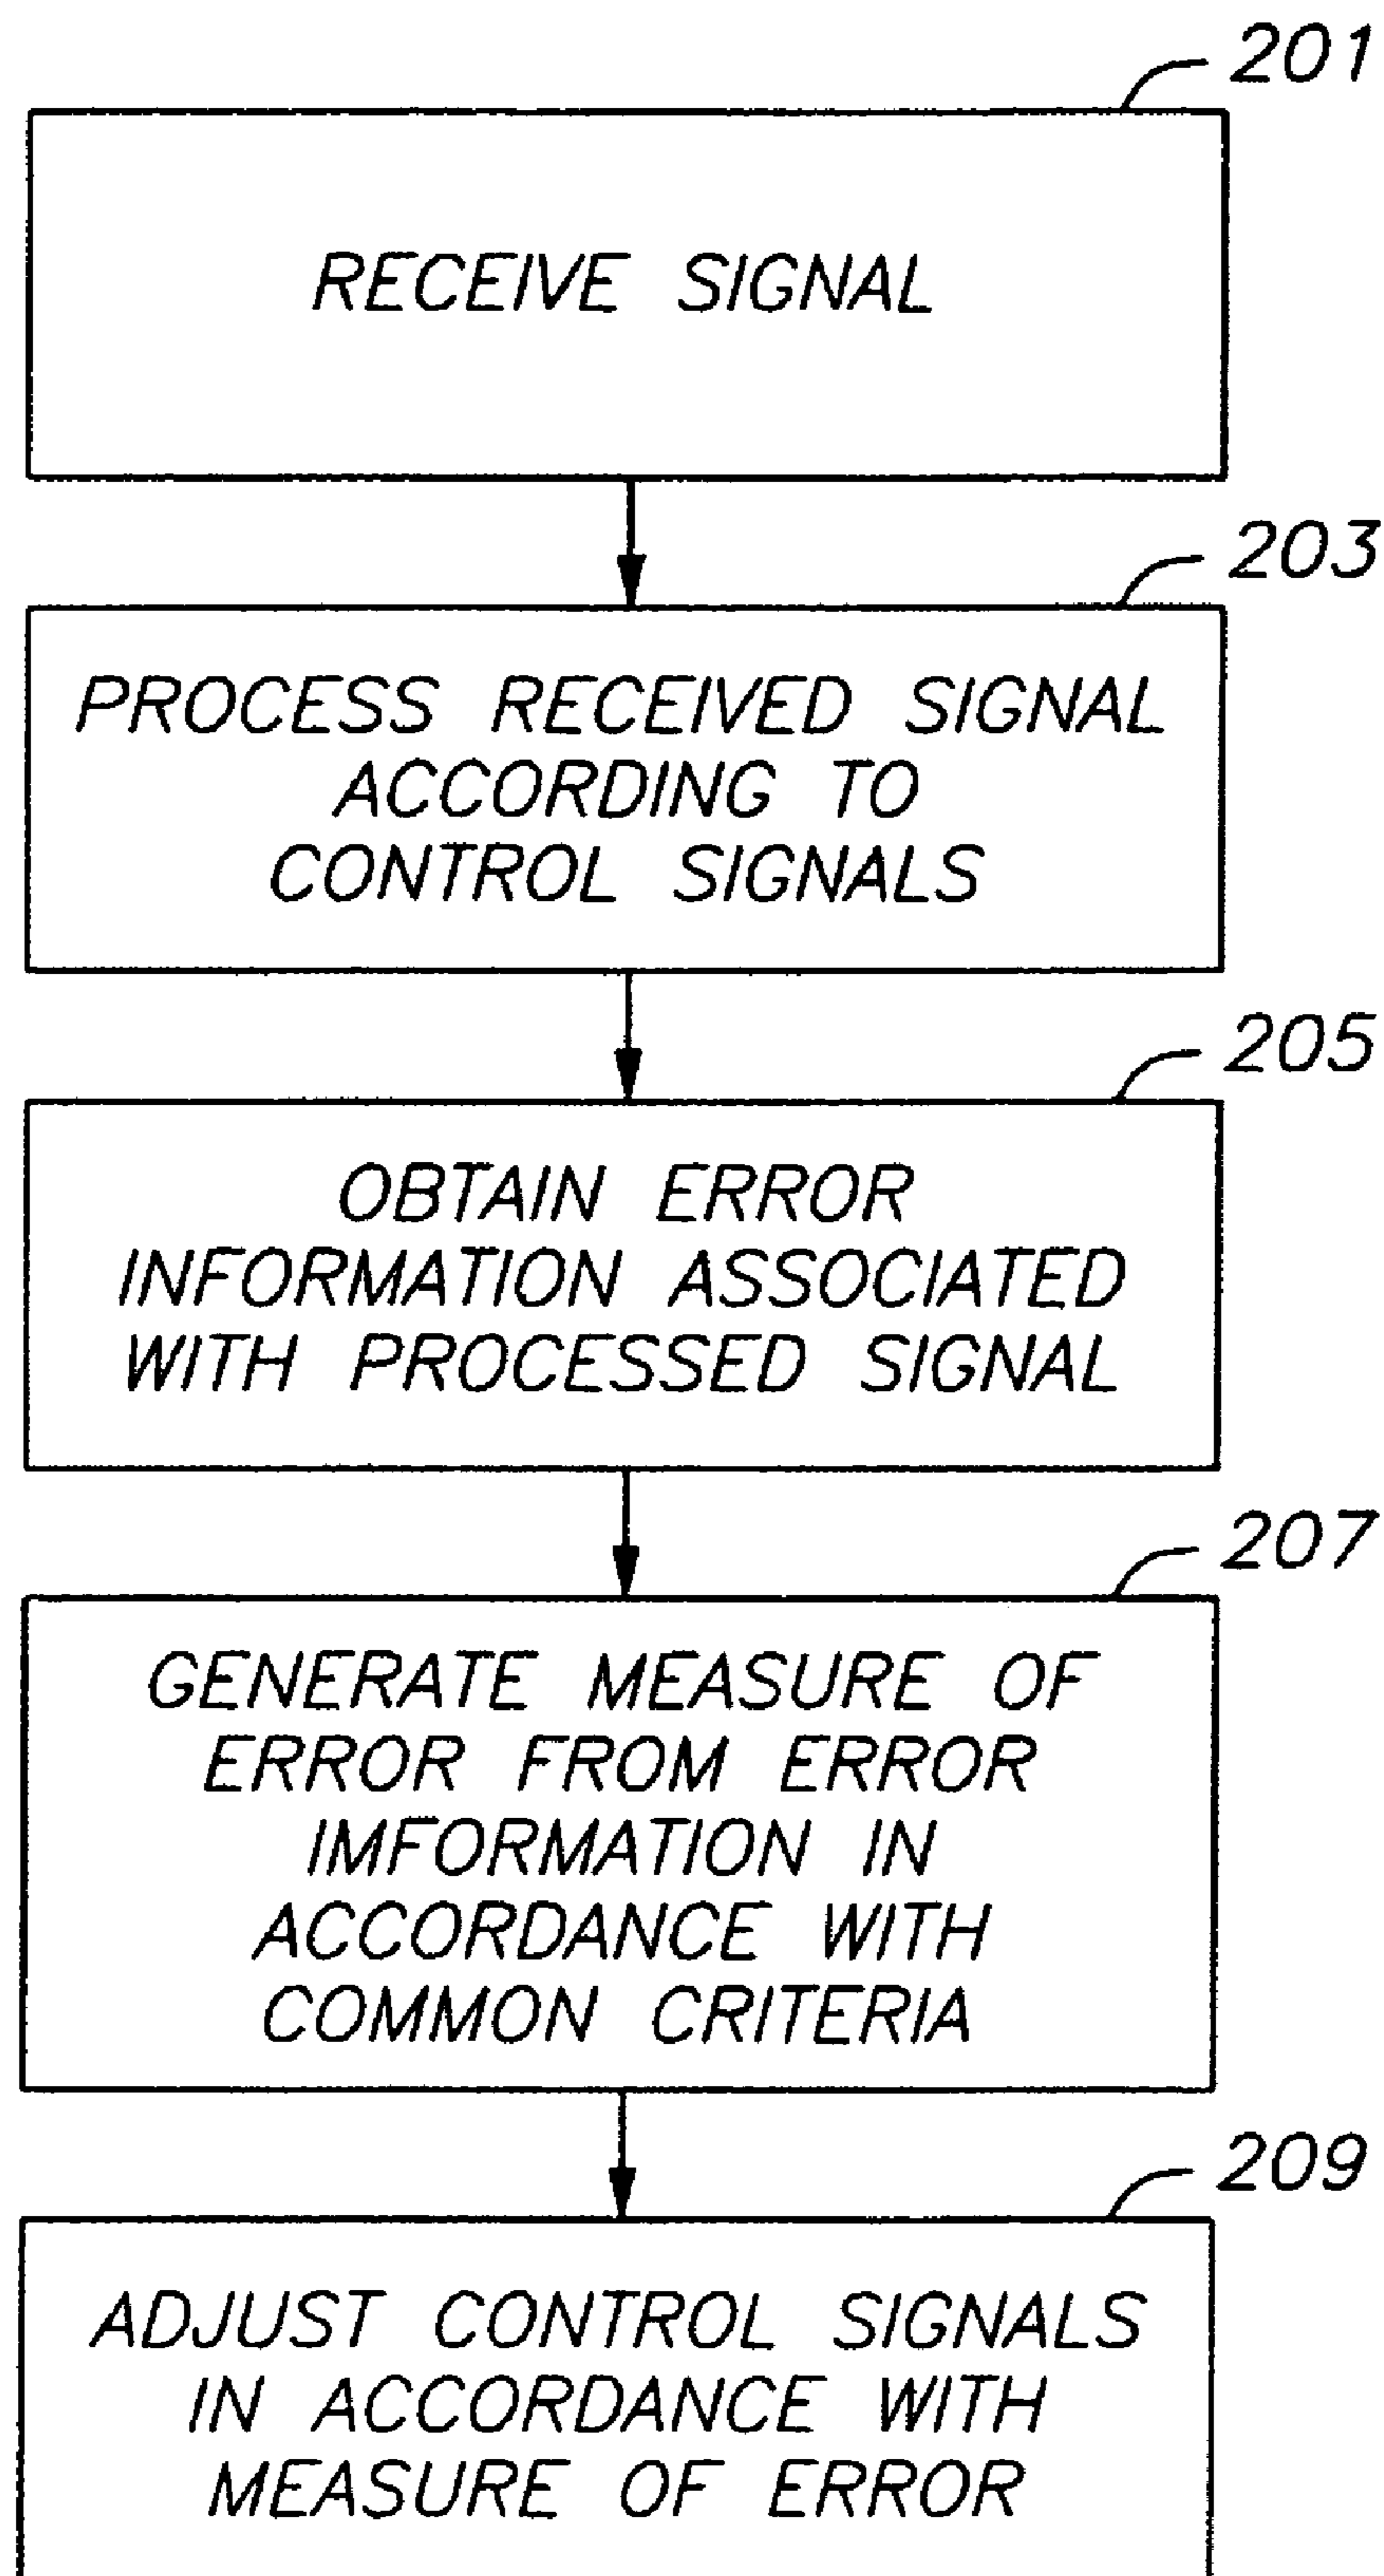 201
RECEIVE SIGNAL
203
PROCESS RECEIVED SIGNAL
ACCORDING TO
CONTROL SIGNALS
205
OBTAIN ERROR
INFORMATION ASSOCIATED
WITH PROCESSED SIGNAL
207
GENERATE MEASURE OF
ERROR FROM ERROR
IMFORMATION IN
ACCORDANCE WITH
COMMON CRITERIA
209
ADJUST CONTROL SIGNALS
IN ACCORDANCE WITH
MEASURE OF ERROR